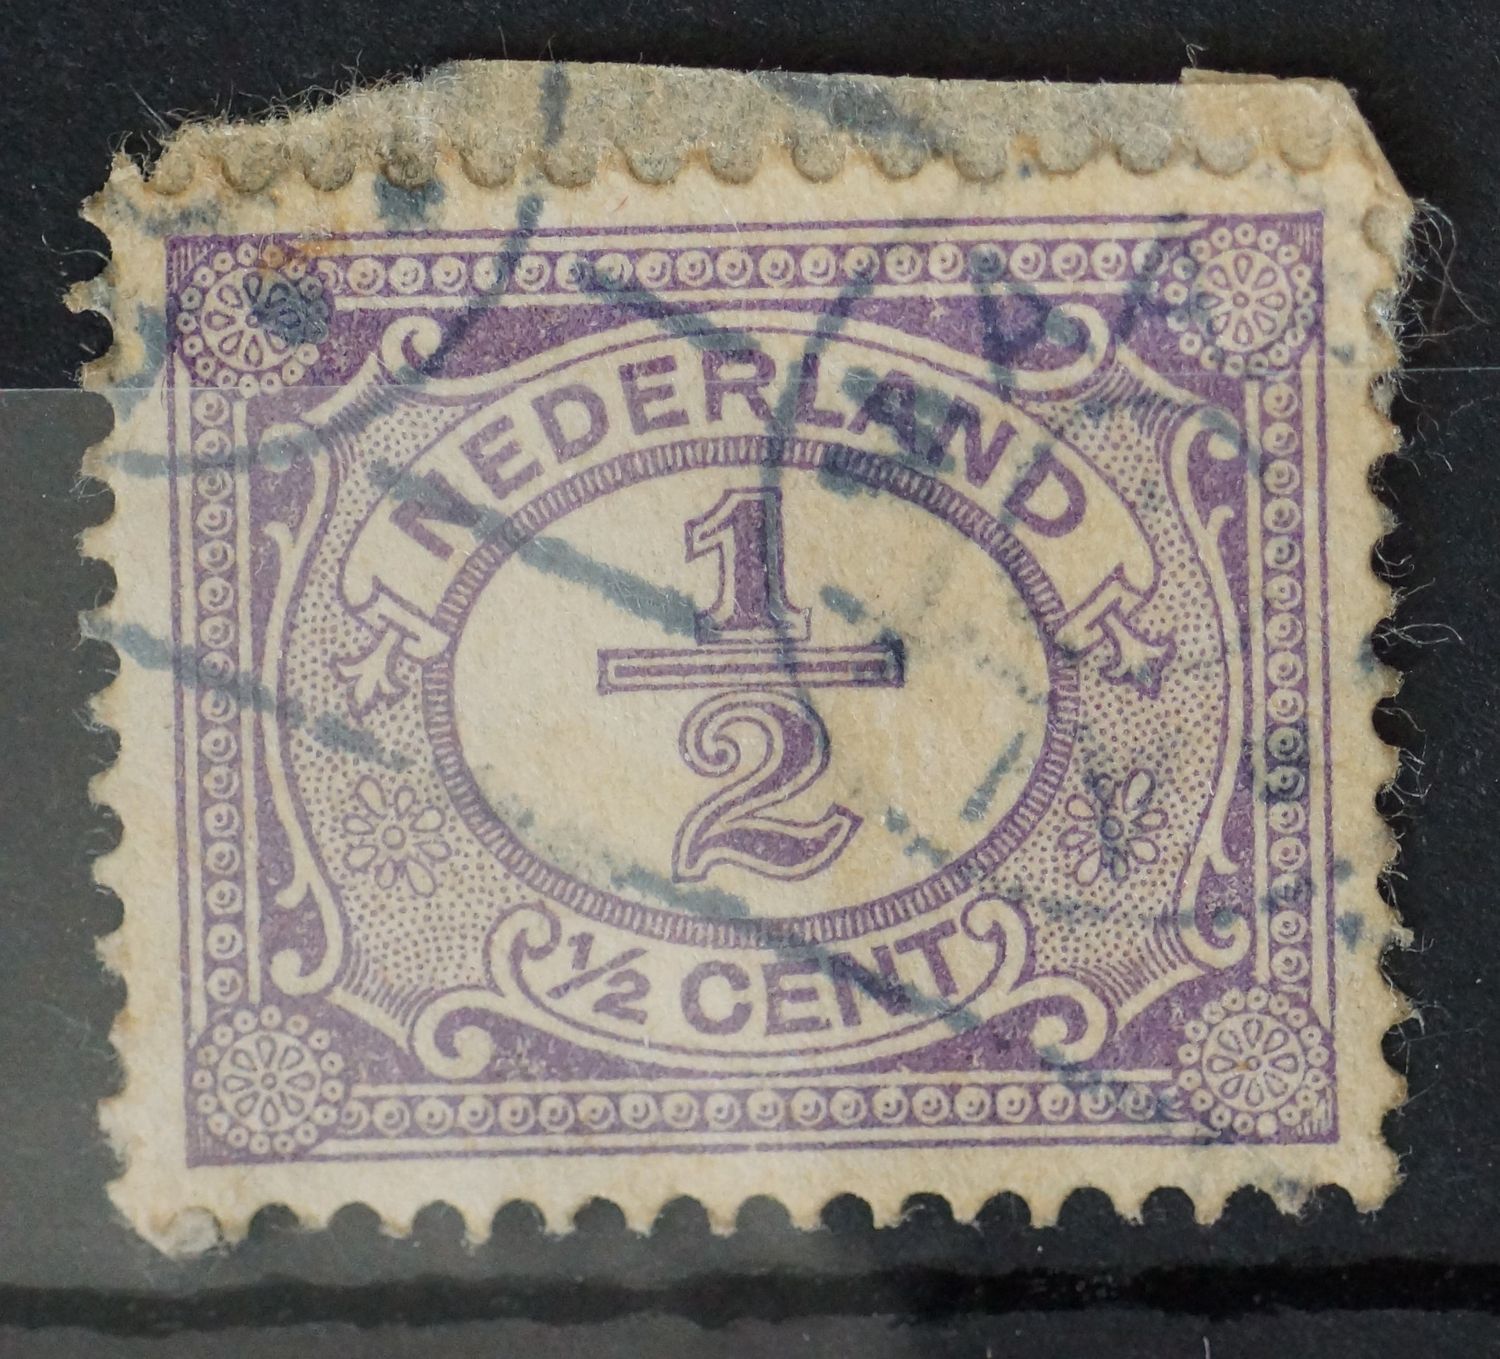 NEDERLAND
1
2
½ CENT